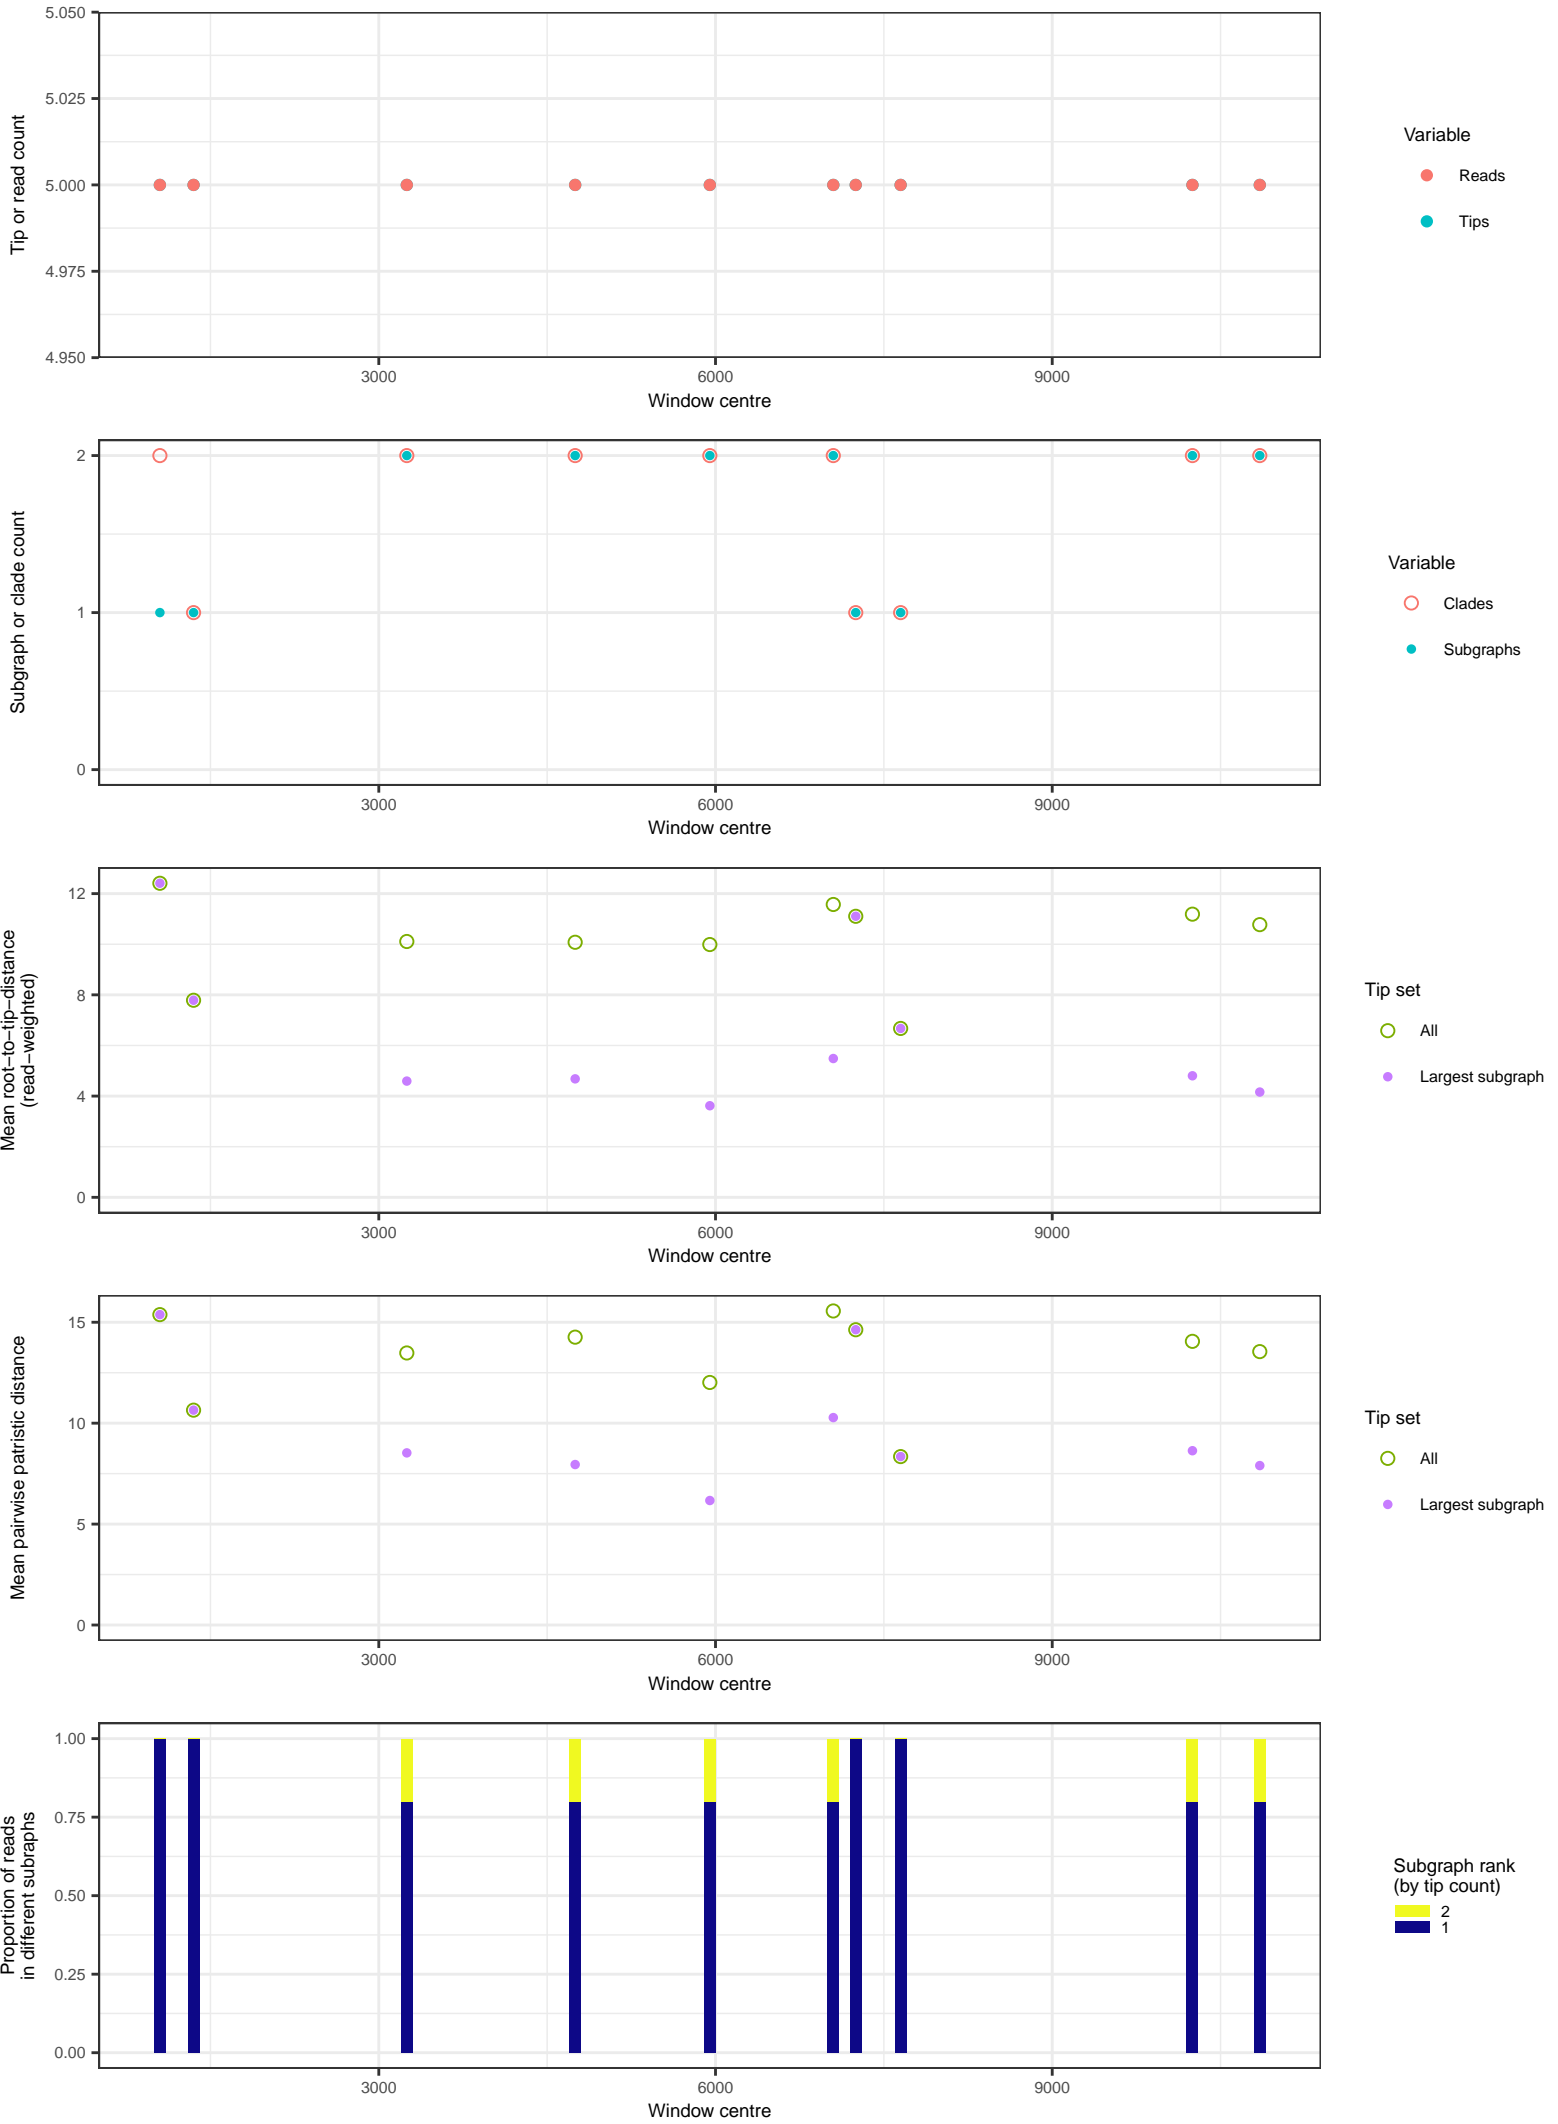 5.050
5.025
5.000
4.975
4.950
Tip or read count
3000 6000 9000
Window centre
Variable
Reads
Tips
2
1
0
Subgraph or clade count
3000 6000 9000
Window centre
Variable
Clades
Subgraphs
12
8
4
0
Mean root−to−tip−distance
(read−weighted)
3000 6000 9000
Window centre
Tip set
All
Largest subgraph
15
10
5
0
Mean pairwise patristic distance
3000 6000 9000
Window centre
Tip set
All
Largest subgraph
1.00
0.75
0.50
0.25
0.00
Proportion of reads
in different subraphs
3000 6000 9000
Window centre
Subgraph rank
(by tip count)
2
1